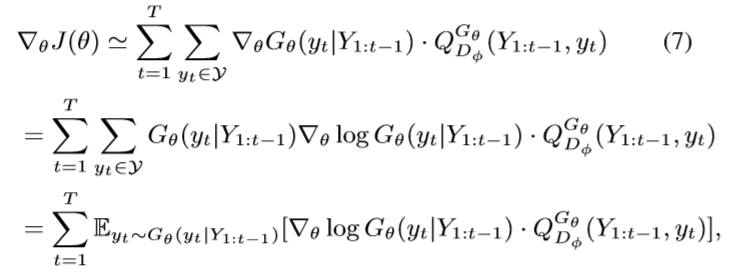 ∇θJ(θ) ≃ ∑_{t=1}^{T} ∑_{y_t∈𝒴} ∇_θ G_θ(y_t|Y_{1:t−1}) · Q_{D_ϕ}^{G_θ}(Y_{1:t−1}, y_t) (7)
= ∑_{t=1}^{T} ∑_{y_t∈𝒴} G_θ(y_t|Y_{1:t−1})∇_θ log G_θ(y_t|Y_{1:t−1}) · Q_{D_ϕ}^{G_θ}(Y_{1:t−1}, y_t)
= ∑_{t=1}^{T} 𝔼_{y_t∼G_θ(y_t|Y_{1:t−1})}[∇_θ log G_θ(y_t|Y_{1:t−1}) · Q_{D_ϕ}^{G_θ}(Y_{1:t−1}, y_t)],